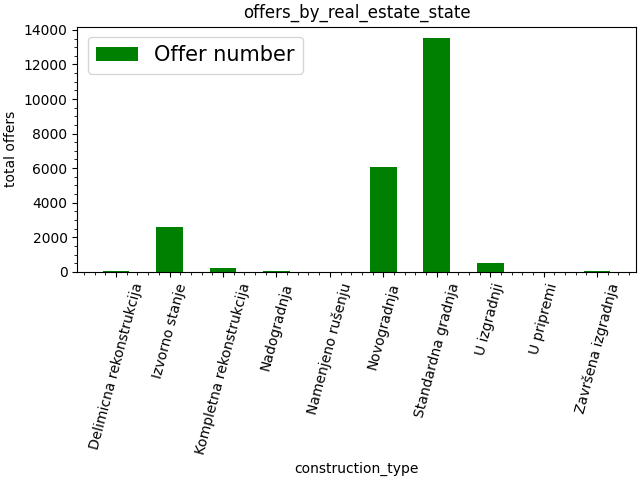 offers_by_real_estate_state
Offer number
total offers
14000
12000
10000
8000
6000
4000
2000
0
Delimicna rekonstrukcija
Izvorno stanje
Kompletna rekonstrukcija
Nadogradnja
Namenjeno rušenju
Novogradnja
Standardna gradnja
U izgradnji
U pripremi
Završena izgradnja
construction_type